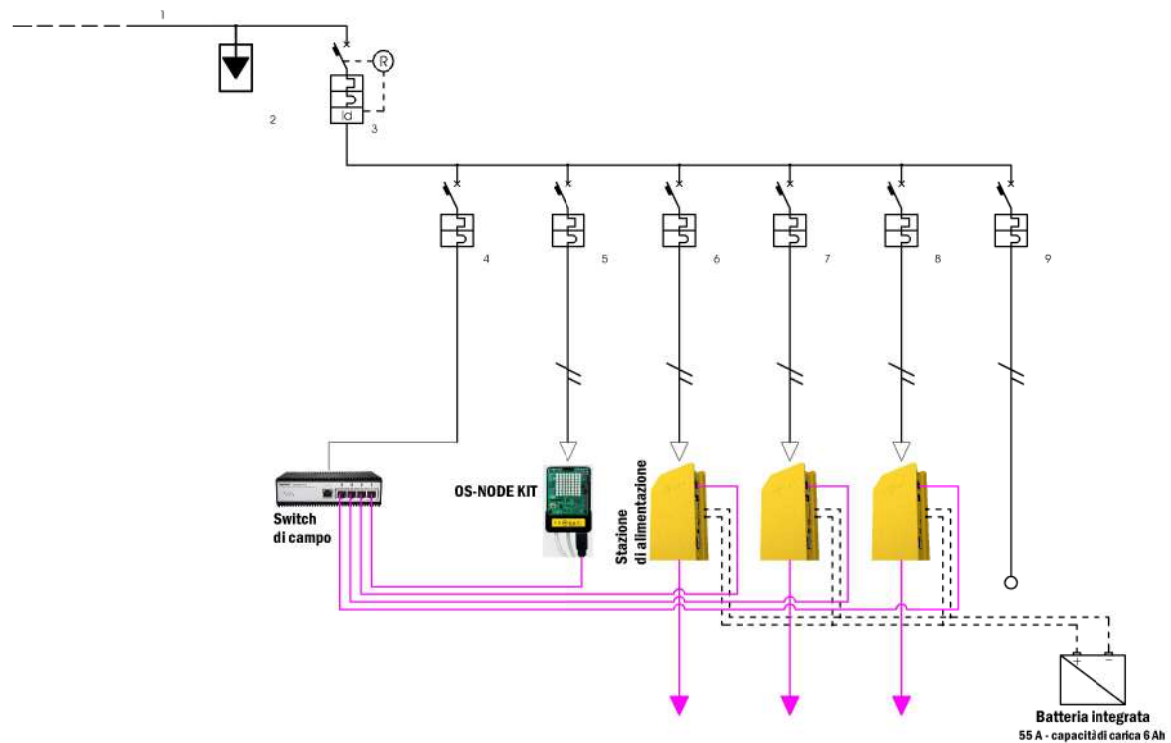 1
R
Id
2
3
4
5
6
7
8
9
OS-NODE KIT
Stazione
di alimentazione
Switch
di campo
+ −
Batteria integrata
55 A - capacità di carica 6 Ah